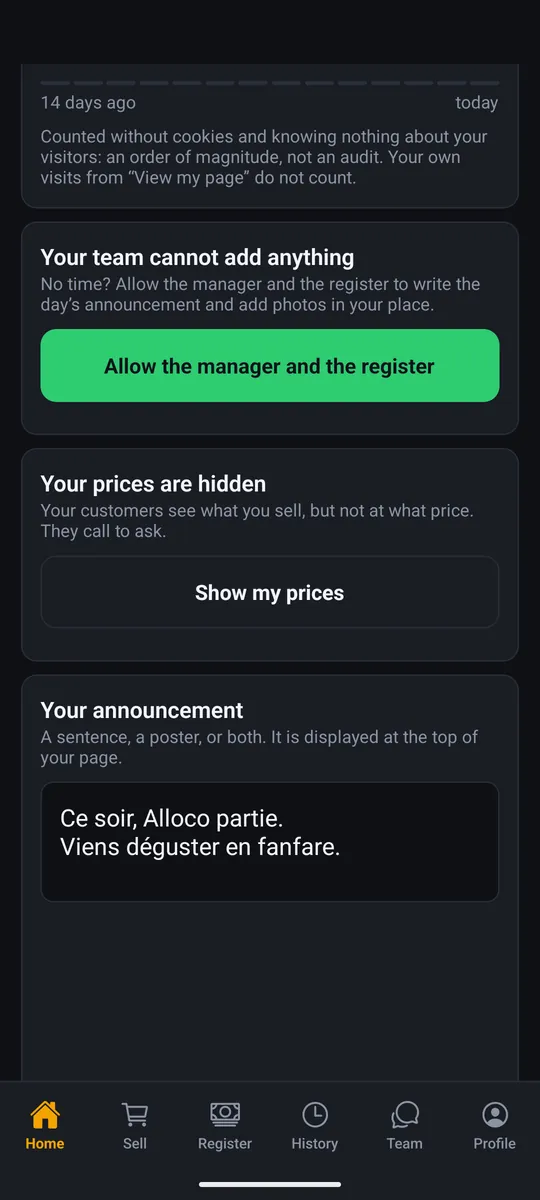 14 days ago today
Counted without cookies and knowing nothing about your
visitors: an order of magnitude, not an audit. Your own
visits from “View my page” do not count.
Your team cannot add anything
No time? Allow the manager and the register to write the
day’s announcement and add photos in your place.
Allow the manager and the register
Your prices are hidden
Your customers see what you sell, but not at what price.
They call to ask.
Show my prices
Your announcement
A sentence, a poster, or both. It is displayed at the top of
your page.
Ce soir, Alloco partie.
Viens déguster en fanfare.
Home Sell Register History Team Profile